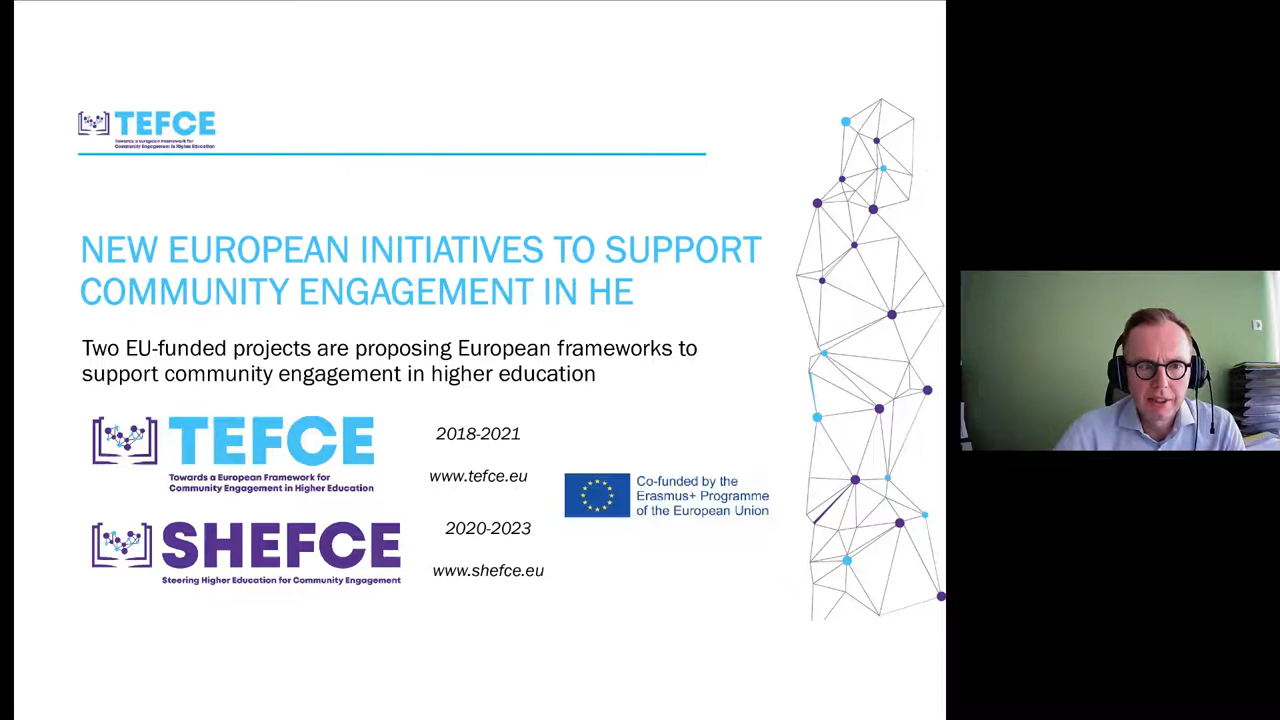 TEFCE
Towards a European Framework for
Community Engagement in Higher Education
NEW EUROPEAN INITIATIVES TO SUPPORT
COMMUNITY ENGAGEMENT IN HE
Two EU-funded projects are proposing European frameworks to
support community engagement in higher education
TEFCE
Towards a European Framework for
Community Engagement in Higher Education
2018-2021
www.tefce.eu
Co-funded by the
Erasmus+ Programme
of the European Union
SHEFCE
Steering Higher Education for Community Engagement
2020-2023
www.shefce.eu